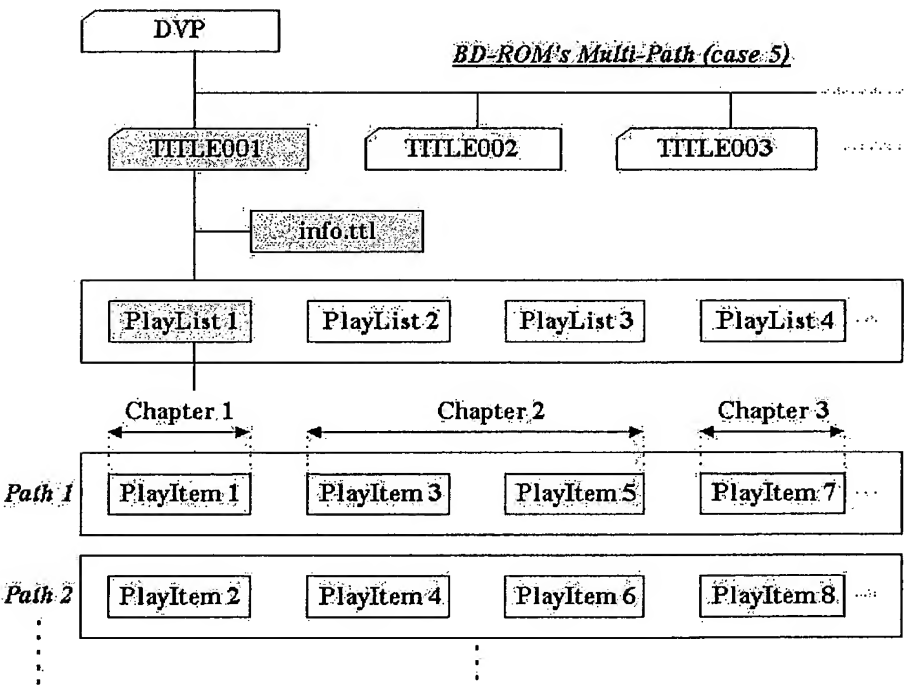 DVP
BD-ROM's Multi-Path (case 5)
TITLE001 TITLE002 TITLE003
info.ttl
PlayList 1 PlayList 2 PlayList 3 PlayList 4
Chapter 1 Chapter 2 Chapter 3
Path 1 PlayItem 1 PlayItem 3 PlayItem 5 PlayItem 7
Path 2 PlayItem 2 PlayItem 4 PlayItem 6 PlayItem 8